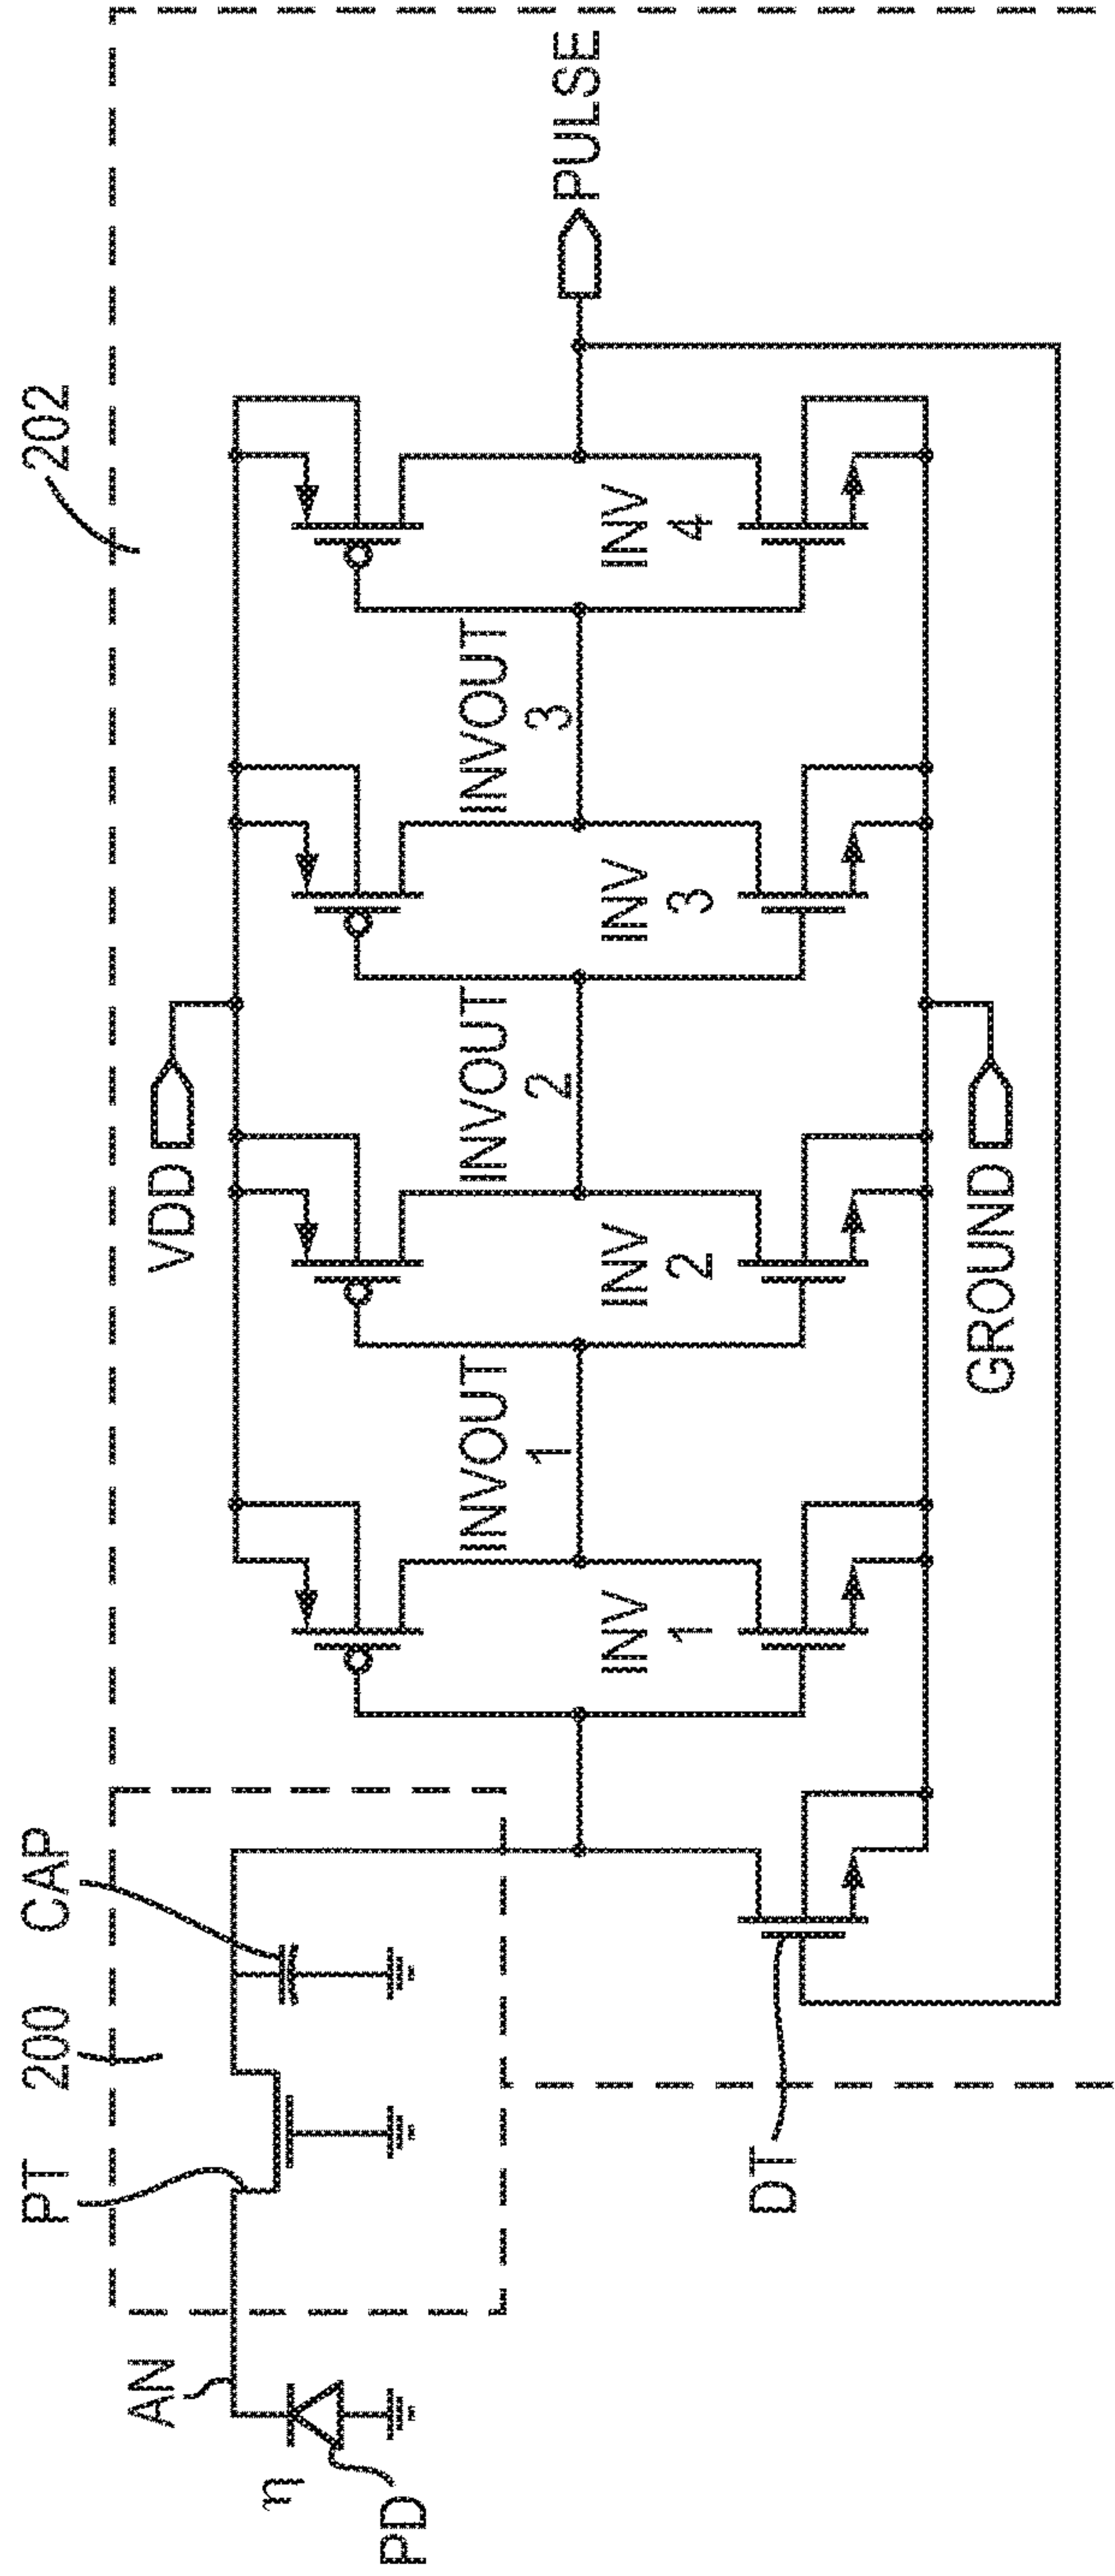 PT
200
CAP
202
AN
η
PD
VDD
INVOUT
1
INVOUT
2
INVOUT
3
PULSE
INV
1
INV
2
INV
3
INV
4
DT
GROUND